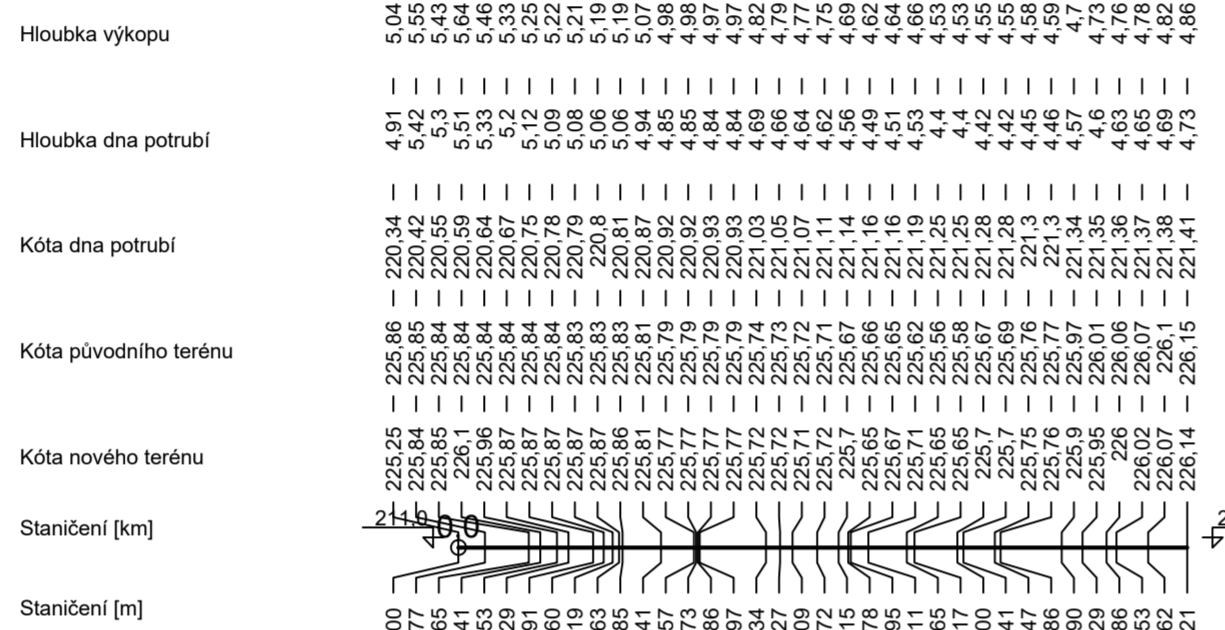 Hloubka výkopu 5,04 5,55 5,43 5,64 5,46 5,33 5,25 5,22 5,21 5,19 5,19 5,07 4,98 4,98 4,97 4,97 4,82 4,79 4,77 4,75 4,69 4,62 4,64 4,66 4,53 4,53 4,55 4,55 4,58 4,59 4,7 4,73 4,76 4,78 4,82 4,86
Hloubka dna potrubí 4,91 5,42 5,3 5,51 5,33 5,2 5,12 5,09 5,08 5,06 5,06 4,94 4,85 4,85 4,84 4,84 4,69 4,66 4,64 4,62 4,56 4,49 4,51 4,53 4,4 4,4 4,42 4,42 4,45 4,46 4,57 4,6 4,63 4,65 4,69 4,73
Kóta dna potrubí 220,34 220,42 220,55 220,59 220,64 220,67 220,75 220,78 220,79 220,8 220,81 220,87 220,92 220,92 220,93 220,93 221,03 221,05 221,07 221,11 221,14 221,16 221,16 221,19 221,25 221,25 221,28 221,28 221,3 221,3 221,34 221,35 221,36 221,37 221,38 221,41
Kóta původního terénu 225,86 225,85 225,84 225,84 225,84 225,84 225,84 225,84 225,83 225,83 225,83 225,81 225,79 225,79 225,79 225,79 225,74 225,73 225,72 225,71 225,67 225,66 225,65 225,62 225,56 225,58 225,67 225,69 225,76 225,77 225,97 226,01 226,06 226,07 226,1 226,15
Kóta nového terénu 225,25 225,84 225,85 226,1 225,96 225,87 225,87 225,87 225,87 225,87 225,86 225,81 225,77 225,77 225,77 225,77 225,72 225,72 225,71 225,72 225,7 225,65 225,67 225,71 225,65 225,65 225,7 225,7 225,75 225,76 225,9 225,95 226 226,02 226,07 226,14
Staničení [km] 211,0 0,0
Staničení [m]